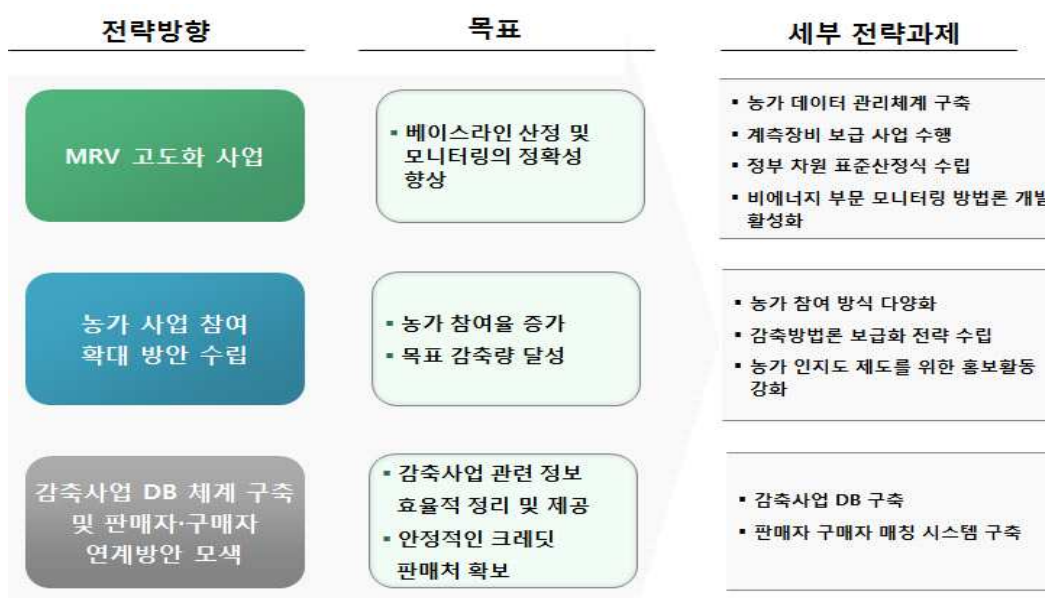 전략방향
목표
세부 전략과제
MRV 고도화 사업
▪ 베이스라인 산정 및
모니터링의 정확성
향상
▪ 농가 데이터 관리체계 구축
▪ 계측장비 보급 사업 수행
▪ 정부 차원 표준산정식 수립
▪ 비에너지 부문 모니터링 방법론 개발
활성화
농가 사업 참여
확대 방안 수립
▪ 농가 참여율 증가
▪ 목표 감축량 달성
▪ 농가 참여 방식 다양화
▪ 감축방법론 보급화 전략 수립
▪ 농가 인지도 제도를 위한 홍보활동
강화
감축사업 DB 체계 구축
및 판매자·구매자
연계방안 모색
▪ 감축사업 관련 정보
효율적 정리 및 제공
▪ 안정적인 크레딧
판매처 확보
▪ 감축사업 DB 구축
▪ 판매자 구매자 매칭 시스템 구축